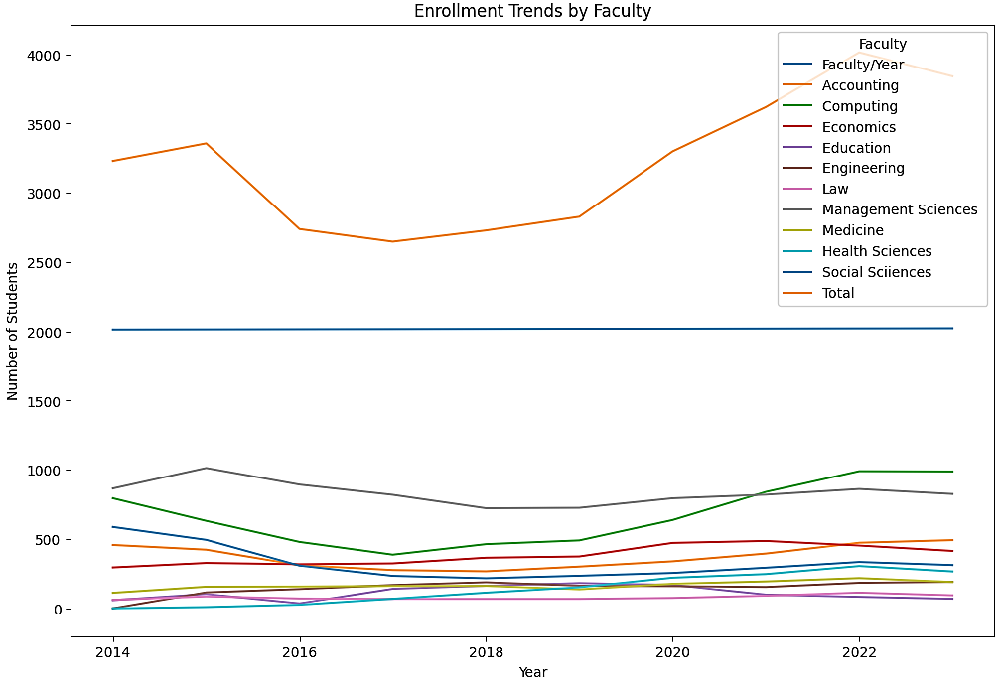 Enrollment Trends by Faculty
Number of Students
4000
3500
3000
2500
2000
1500
1000
500
0
2014
2016
2018
2020
2022
Year
Faculty
Faculty/Year
Accounting
Computing
Economics
Education
Engineering
Law
Management Sciences
Medicine
Health Sciences
Social Sciiences
Total